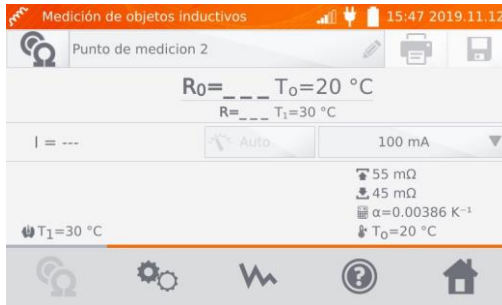 Medición de objetos inductivos 15:47 2019.11.12
Punto de medicion 2
R₀=_ _ _ T₀=20 °C
R=_ _ _ T₁=30 °C
I = ---
Auto
100 mA
55 mΩ
45 mΩ
α=0.00386 K⁻¹
T₁=30 °C
T₀=20 °C